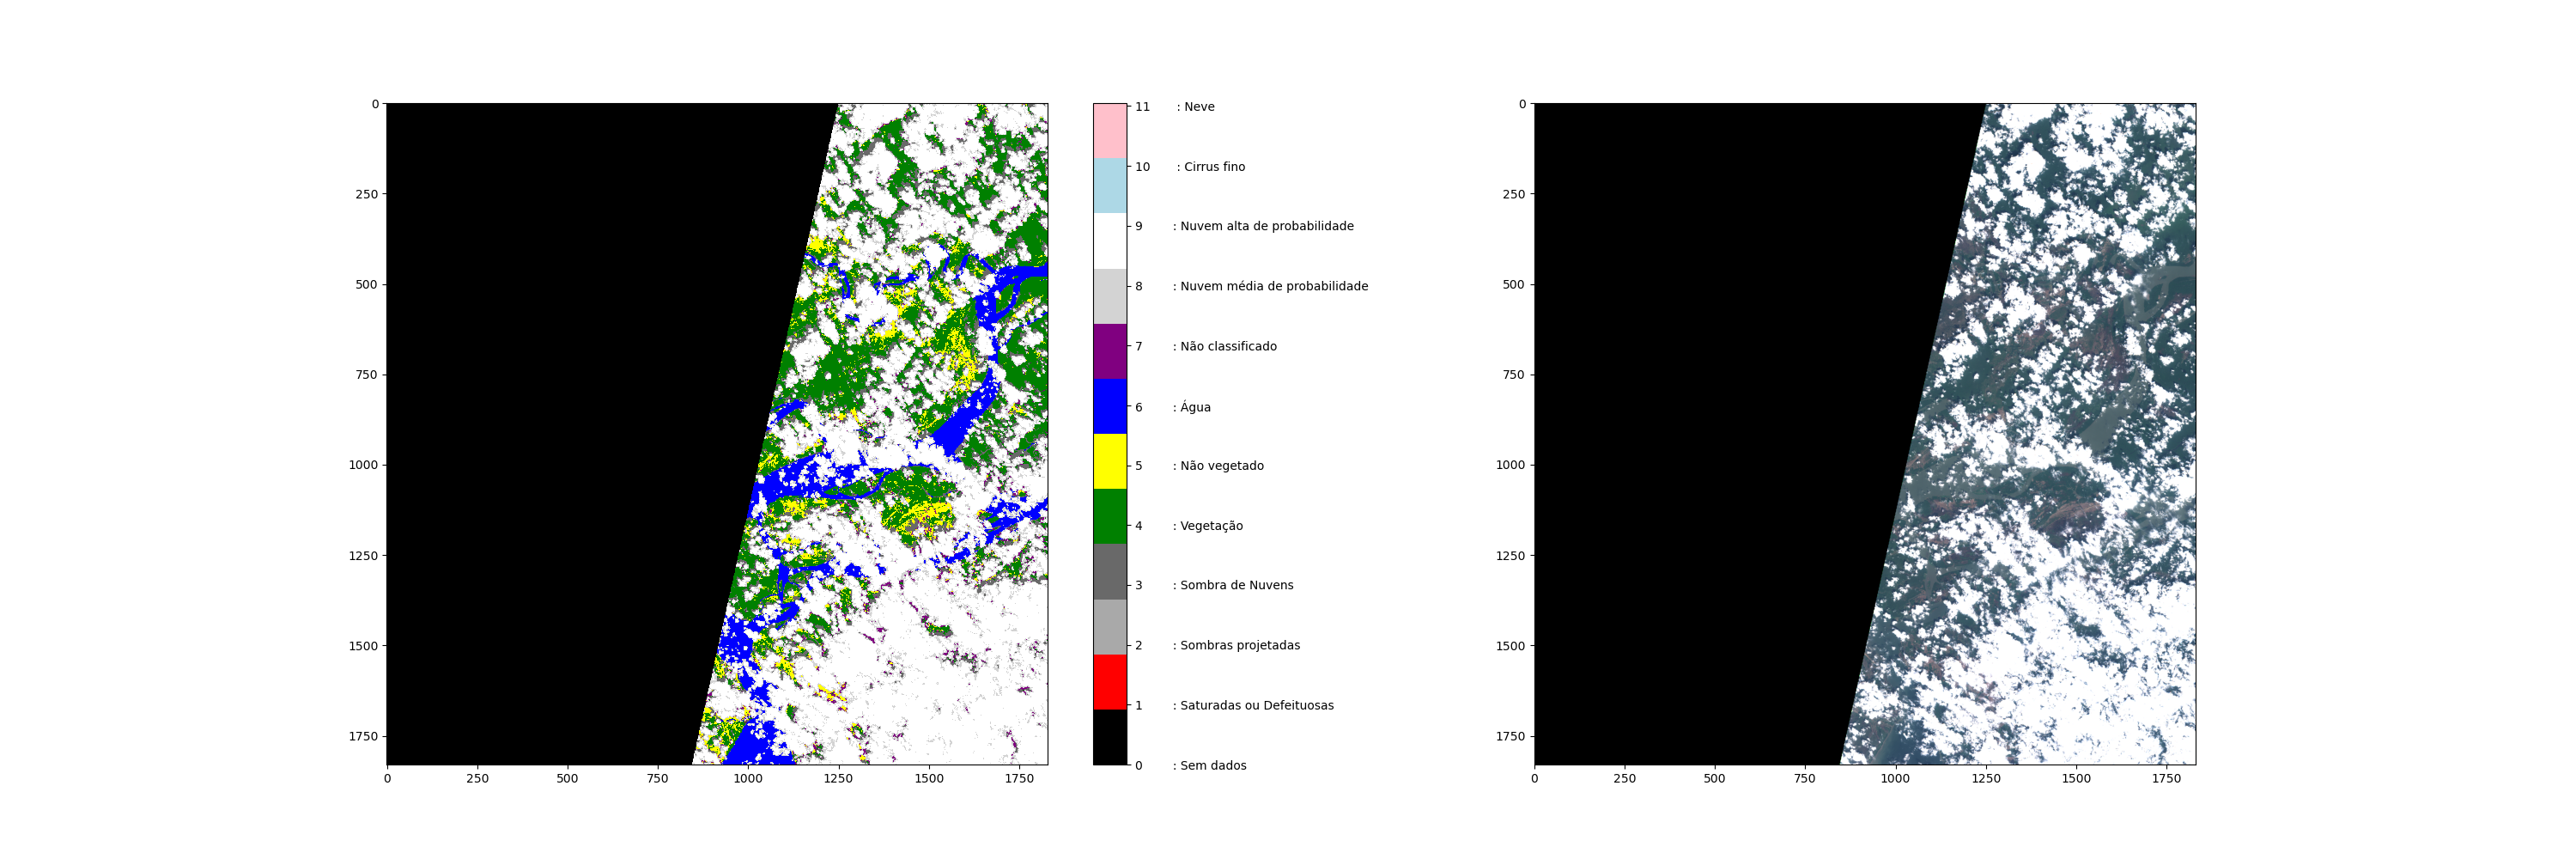 0
250
500
750
1000
1250
1500
1750
0 250 500 750 1000 1250 1500 1750
11 : Neve
10 : Cirrus fino
9 : Nuvem alta de probabilidade
8 : Nuvem média de probabilidade
7 : Não classificado
6 : Água
5 : Não vegetado
4 : Vegetação
3 : Sombra de Nuvens
2 : Sombras projetadas
1 : Saturadas ou Defeituosas
0 : Sem dados
0
250
500
750
1000
1250
1500
1750
0 250 500 750 1000 1250 1500 1750